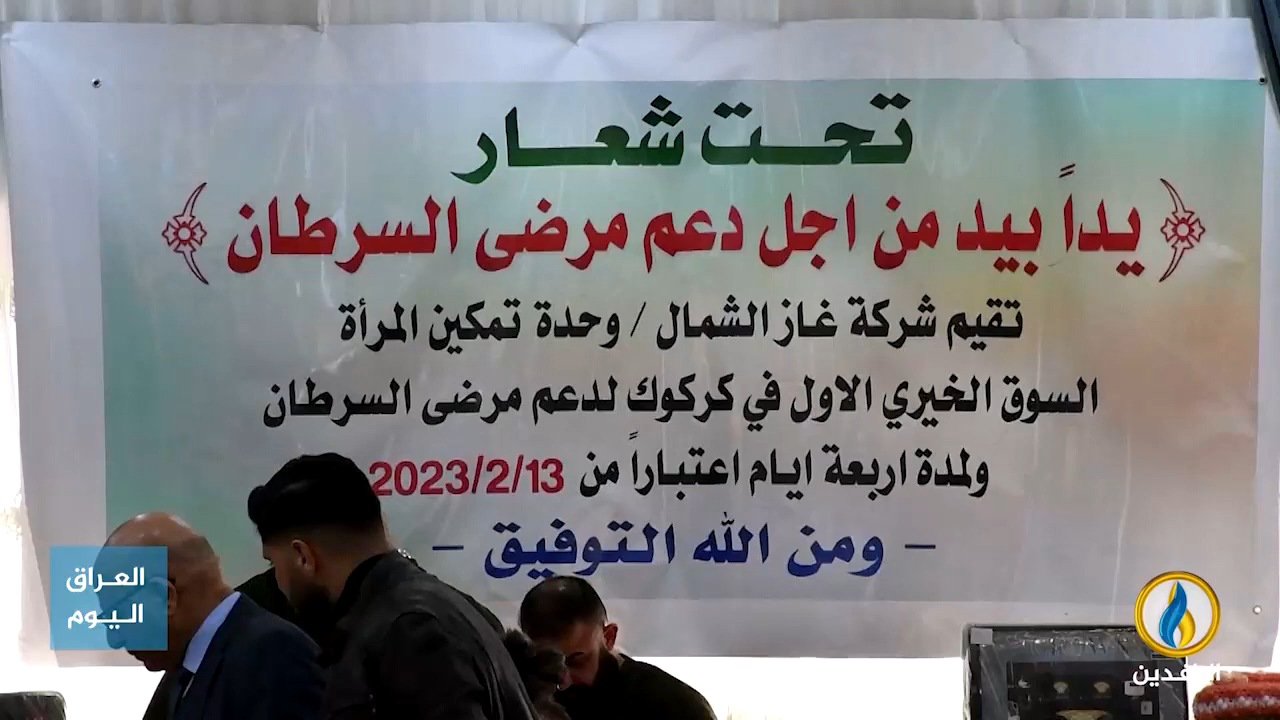 تحت شعار
﴿ يداً بيد من اجل دعم مرضى السرطان ﴾
تقيم شركة غاز الشمال / وحدة تمكين المرأة
السوق الخيري الاول في كركوك لدعم مرضى السرطان
ولمدة اربعة ايام اعتباراً من 2023/2/13
- ومن الله التوفيق -
العراق
اليوم
الرافدين